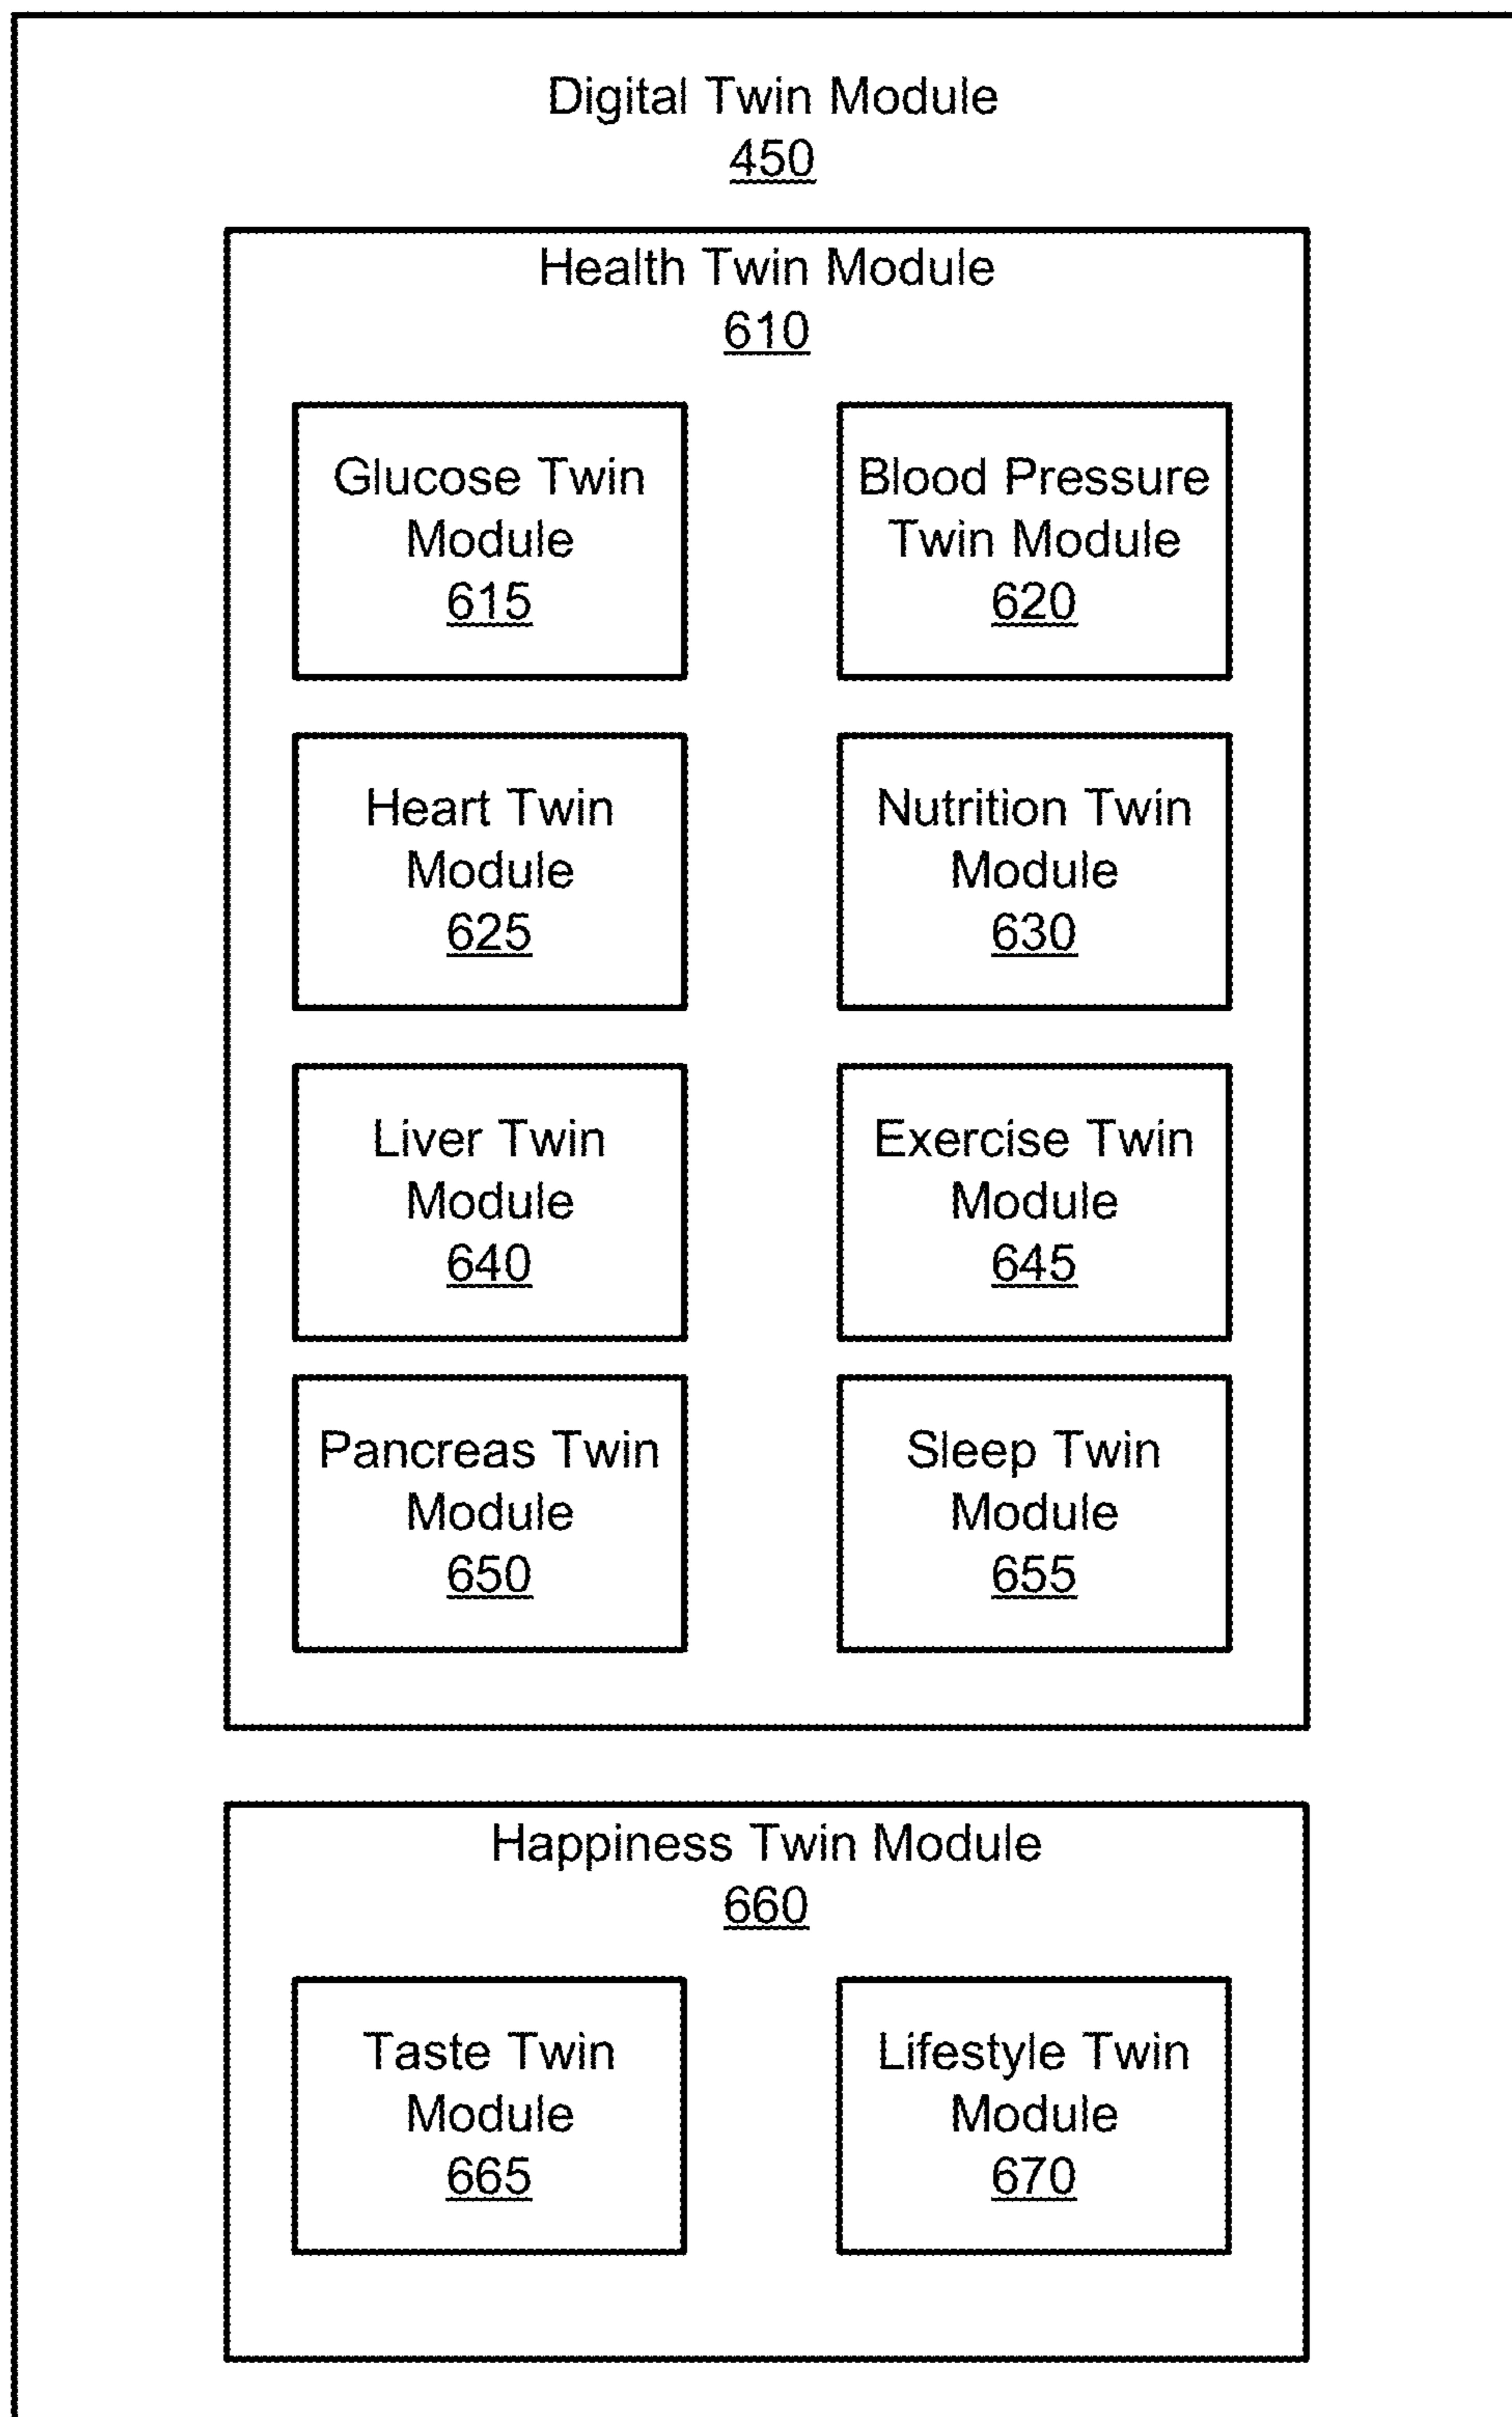 Digital Twin Module
450
Health Twin Module
610
Glucose Twin
Module
615
Blood Pressure
Twin Module
620
Heart Twin
Module
625
Nutrition Twin
Module
630
Liver Twin
Module
640
Exercise Twin
Module
645
Pancreas Twin
Module
650
Sleep Twin
Module
655
Happiness Twin Module
660
Taste Twin
Module
665
Lifestyle Twin
Module
670